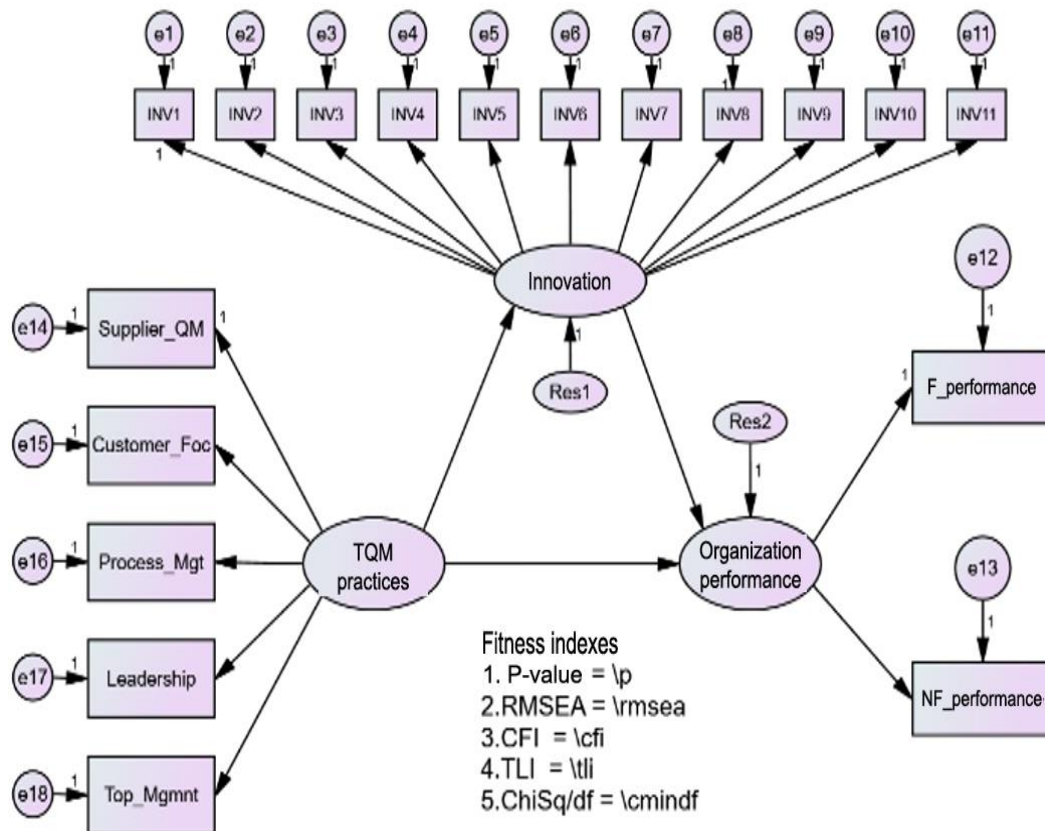 e1 e2 e3 e4 e5 e6 e7 e8 e9 e10 e11
1 1 1 1 1 1 1 1 1 1 1
INV1 INV2 INV3 INV4 INV5 INV6 INV7 INV8 INV9 INV10 INV11
1
Innovation
1
Res1
e12
1
1
F_performance
e14 1 Supplier_QM 1
e15 1 Customer_Foc
e16 1 Process_Mgt
e17 1 Leadership
e18 1 Top_Mgmnt
TQM
practices
Res2
1
Organization
performance
e13
1
NF_performance
Fitness indexes
1. P-value = \p
2.RMSEA = \rmsea
3.CFI = \cfi
4.TLI = \tli
5.ChiSq/df = \cmindf